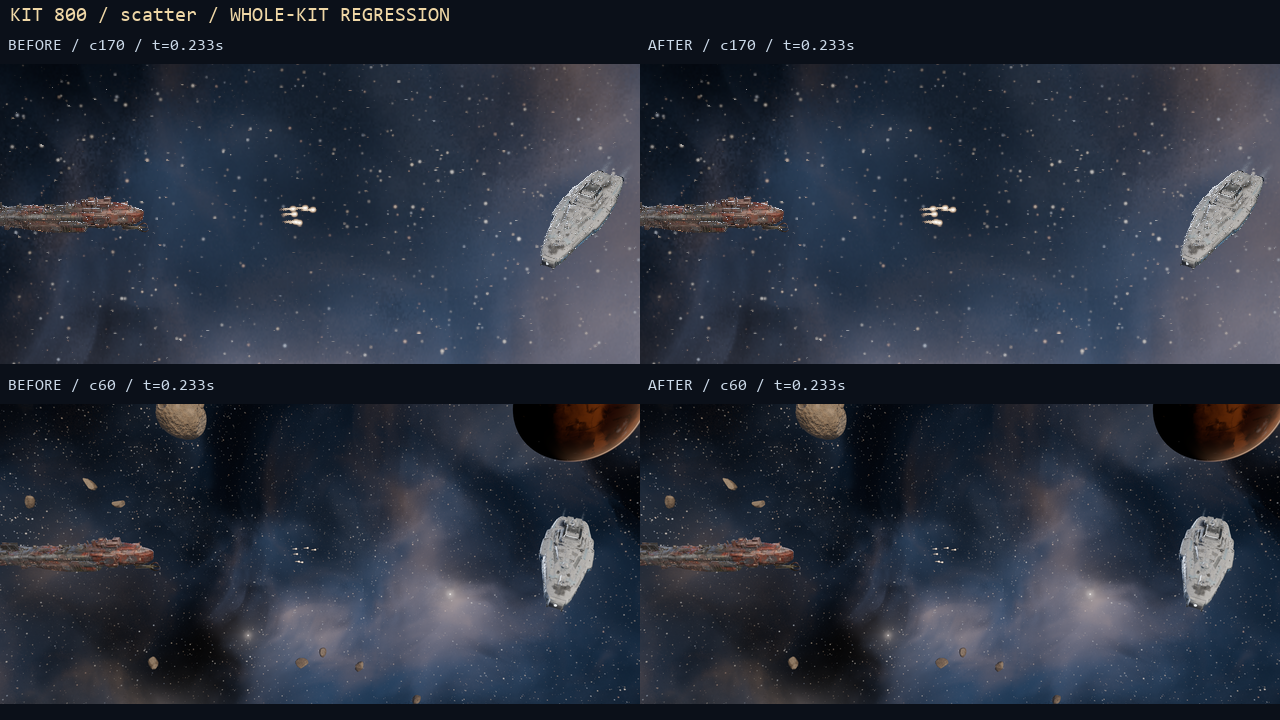 KIT 800 / scatter / WHOLE-KIT REGRESSION
BEFORE / c170 / t=0.233s
AFTER / c170 / t=0.233s
BEFORE / c60 / t=0.233s
AFTER / c60 / t=0.233s